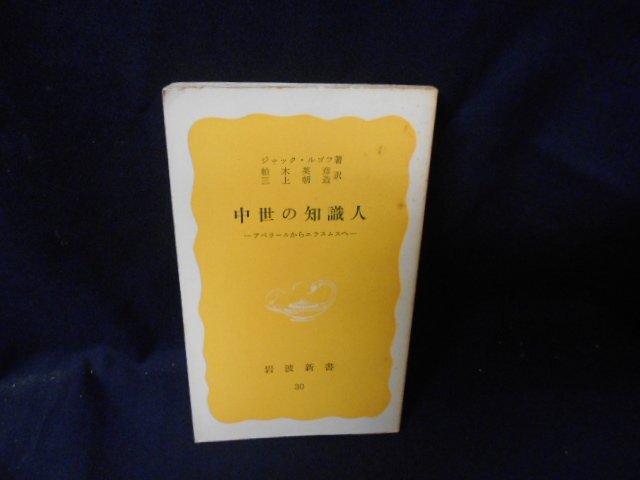 ジャック・ルゴフ著
柏木英彦
三上朝造 訳
中世の知識人
―アベラールからエラスムスへ―
岩波新書
30